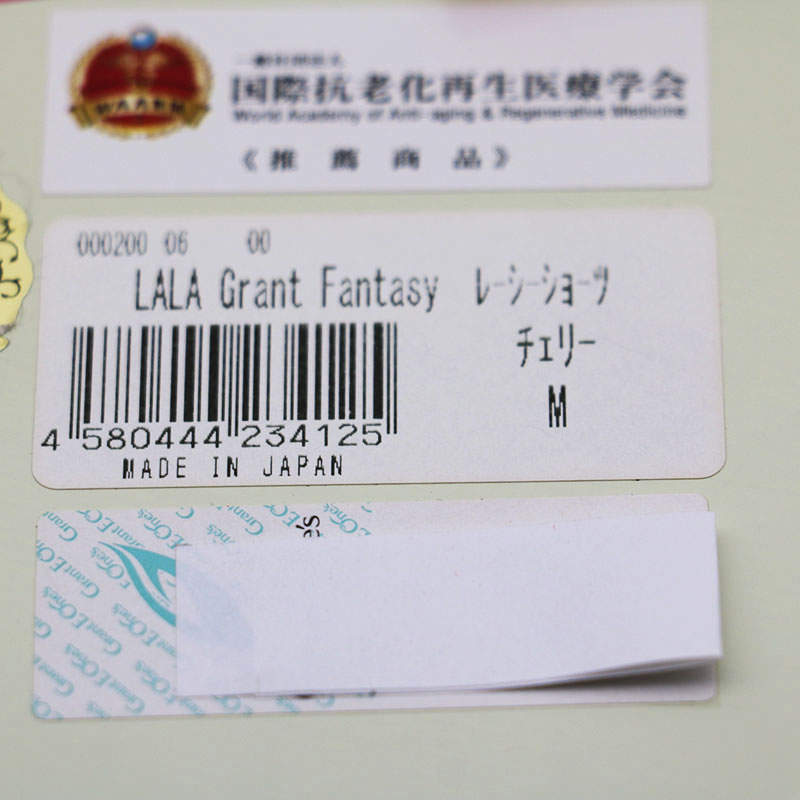 一般社団法人
国際抗老化再生医療学会
World Academy of Anti-aging & Regenerative Medicine
《推薦商品》
000200 06 00
LALA Grant Fantasy レーシーショーツ
チェリー
M
4 580444 234125
MADE IN JAPAN
Grant E One's
e's